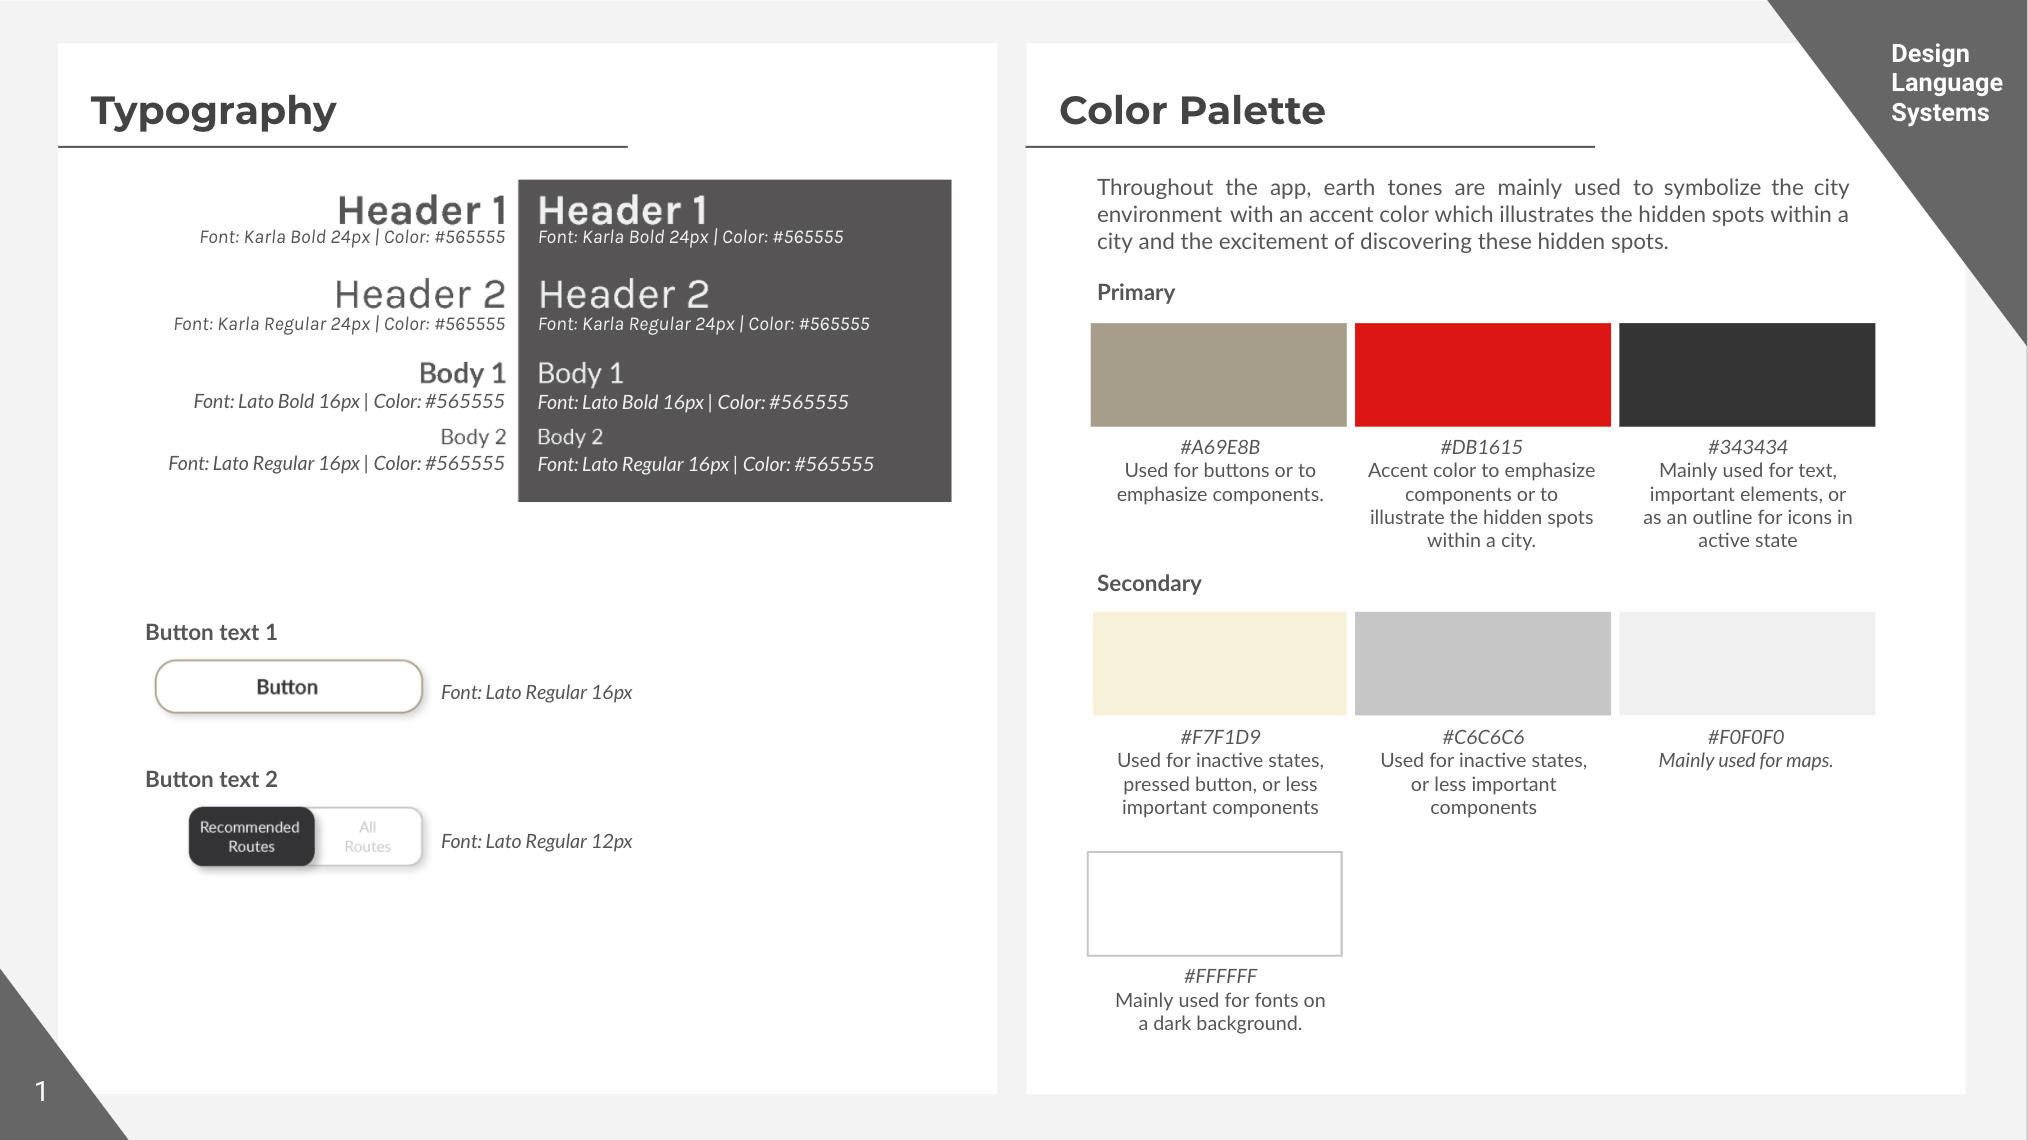 Design
Language
Systems
Typography
Header 1
Font: Karla Bold 24px | Color: #565555
Header 2
Font: Karla Regular 24px | Color: #565555
Body 1
Font: Lato Bold 16px | Color: #565555
Body 2
Font: Lato Regular 16px | Color: #565555
Header 1
Font: Karla Bold 24px | Color: #565555
Header 2
Font: Karla Regular 24px | Color: #565555
Body 1
Font: Lato Bold 16px | Color: #565555
Body 2
Font: Lato Regular 16px | Color: #565555
Button text 1
Button
Font: Lato Regular 16px
Button text 2
Recommended
Routes
All
Routes
Font: Lato Regular 12px
Color Palette
Throughout the app, earth tones are mainly used to symbolize the city
environment with an accent color which illustrates the hidden spots within a
city and the excitement of discovering these hidden spots.
Primary
#A69E8B
Used for buttons or to
emphasize components.
#DB1615
Accent color to emphasize
components or to
illustrate the hidden spots
within a city.
#343434
Mainly used for text,
important elements, or
as an outline for icons in
active state
Secondary
#F7F1D9
Used for inactive states,
pressed button, or less
important components
#C6C6C6
Used for inactive states,
or less important
components
#F0F0F0
Mainly used for maps.
#FFFFFF
Mainly used for fonts on
a dark background.
1